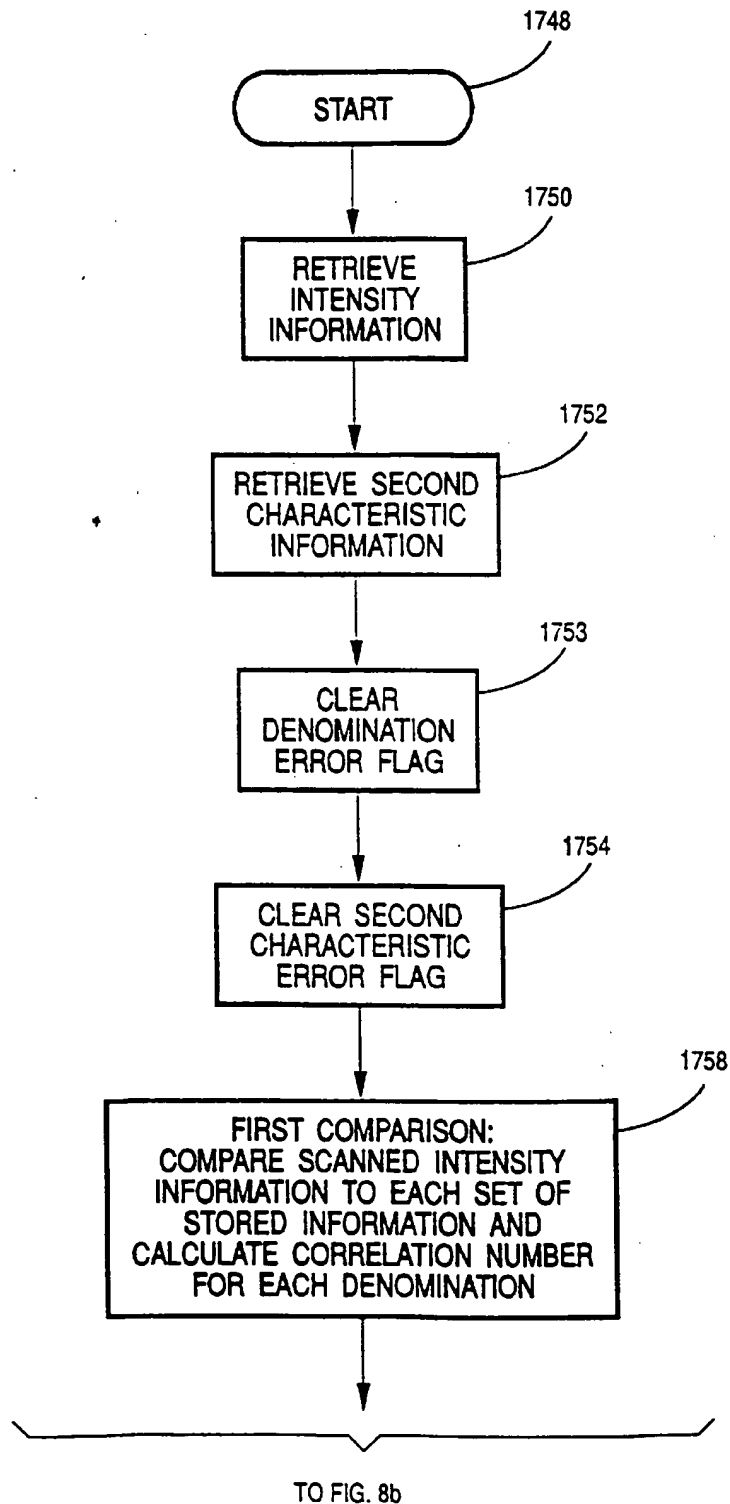 1748
START
1750
RETRIEVE
INTENSITY
INFORMATION
1752
RETRIEVE SECOND
CHARACTERISTIC
INFORMATION
1753
CLEAR
DENOMINATION
ERROR FLAG
1754
CLEAR SECOND
CHARACTERISTIC
ERROR FLAG
1758
FIRST COMPARISON:
COMPARE SCANNED INTENSITY
INFORMATION TO EACH SET OF
STORED INFORMATION AND
CALCULATE CORRELATION NUMBER
FOR EACH DENOMINATION
TO FIG. 8b